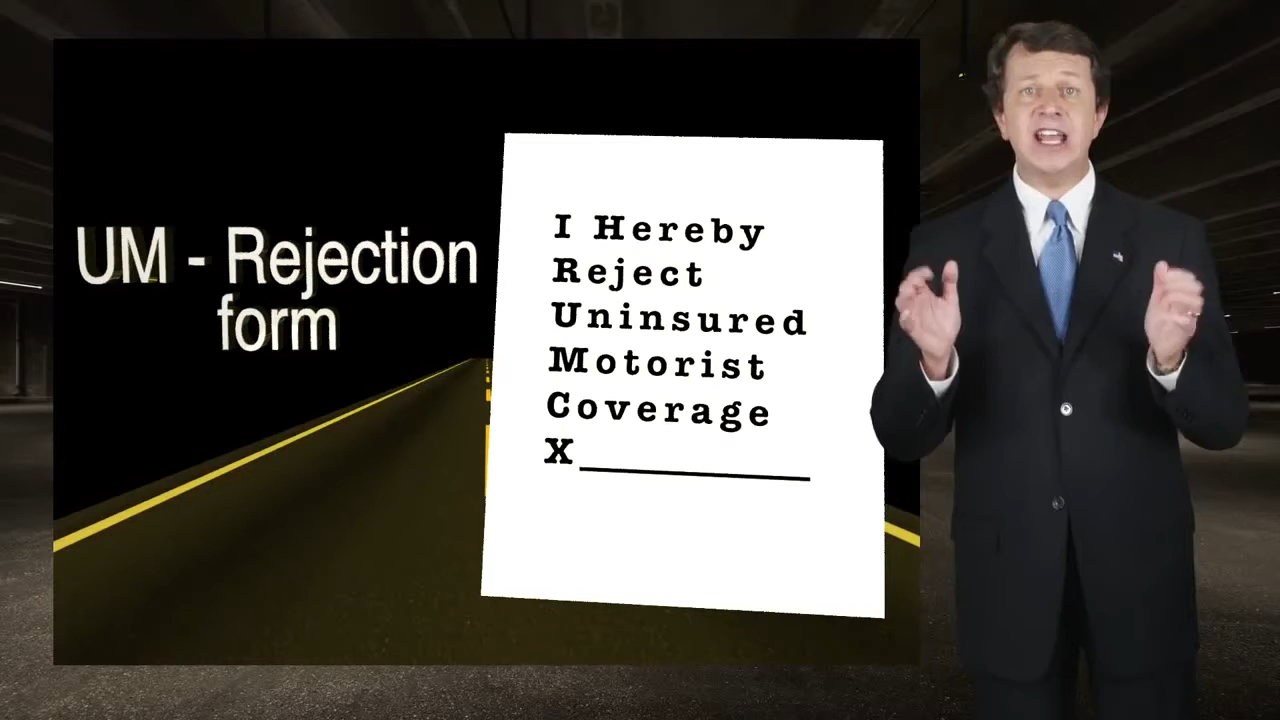 UM - Rejection
form
I Hereby
Reject
Uninsured
Motorist
Coverage
X